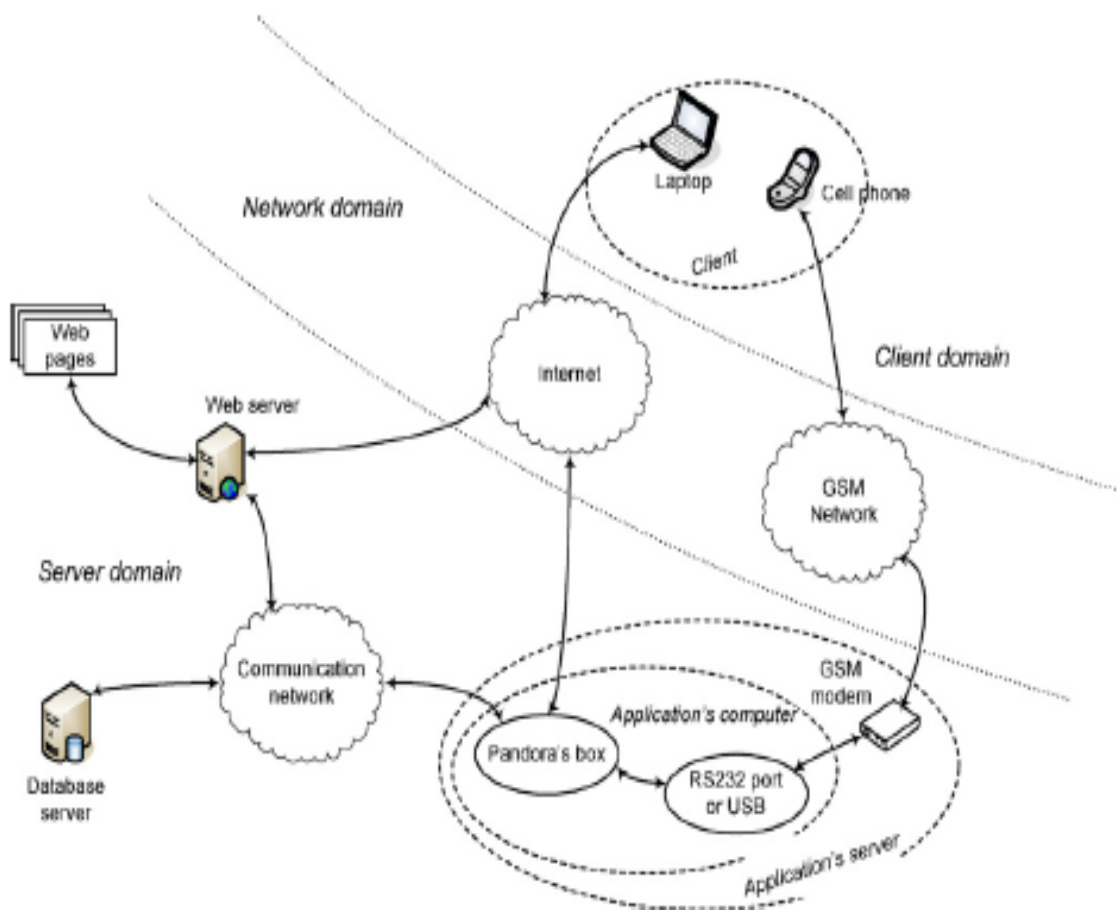 Laptop
Cell phone
Network domain
Client
Web
pages
Internet
Client domain
Web server
GSM
Network
Server domain
Communication
network
GSM
modem
Application's computer
Pandora's box
RS232 port
or USB
Database
server
Application's server